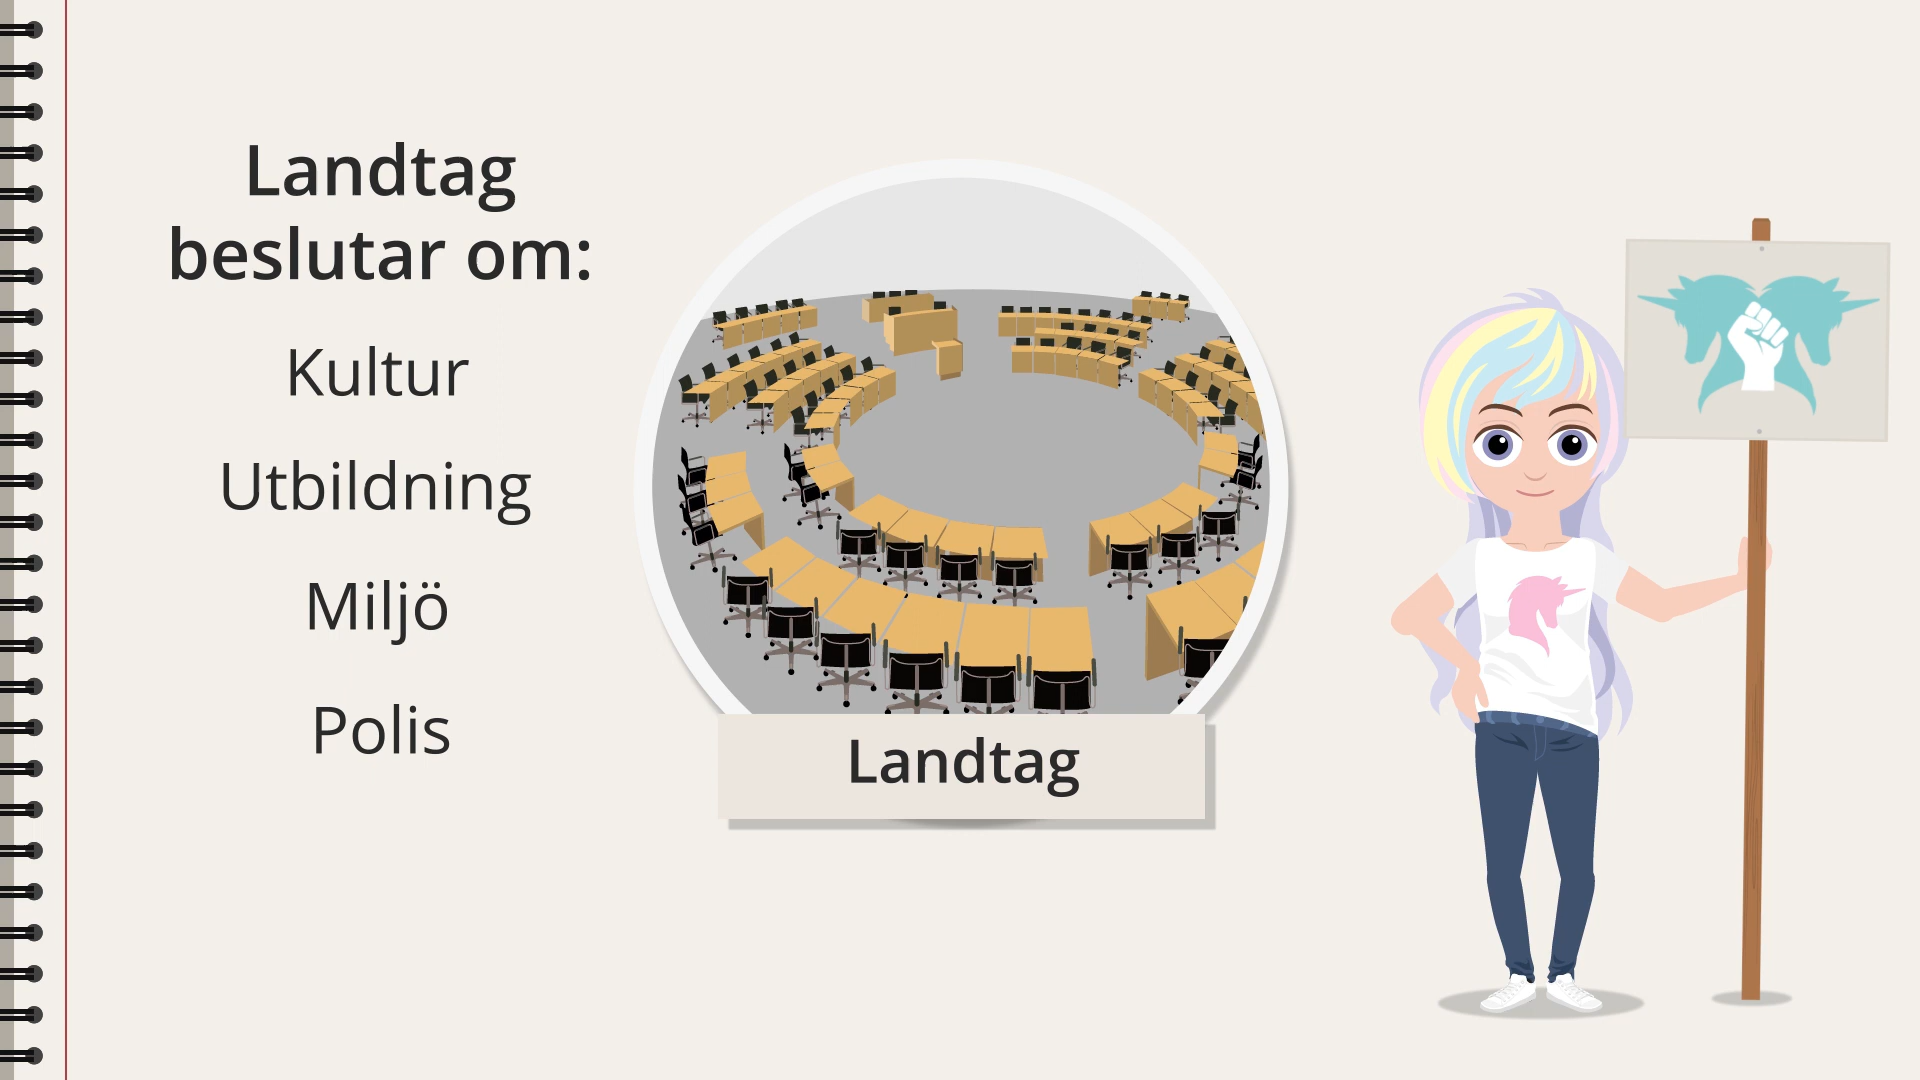 Landtag
beslutar om:
Kultur
Utbildning
Miljö
Polis
Landtag